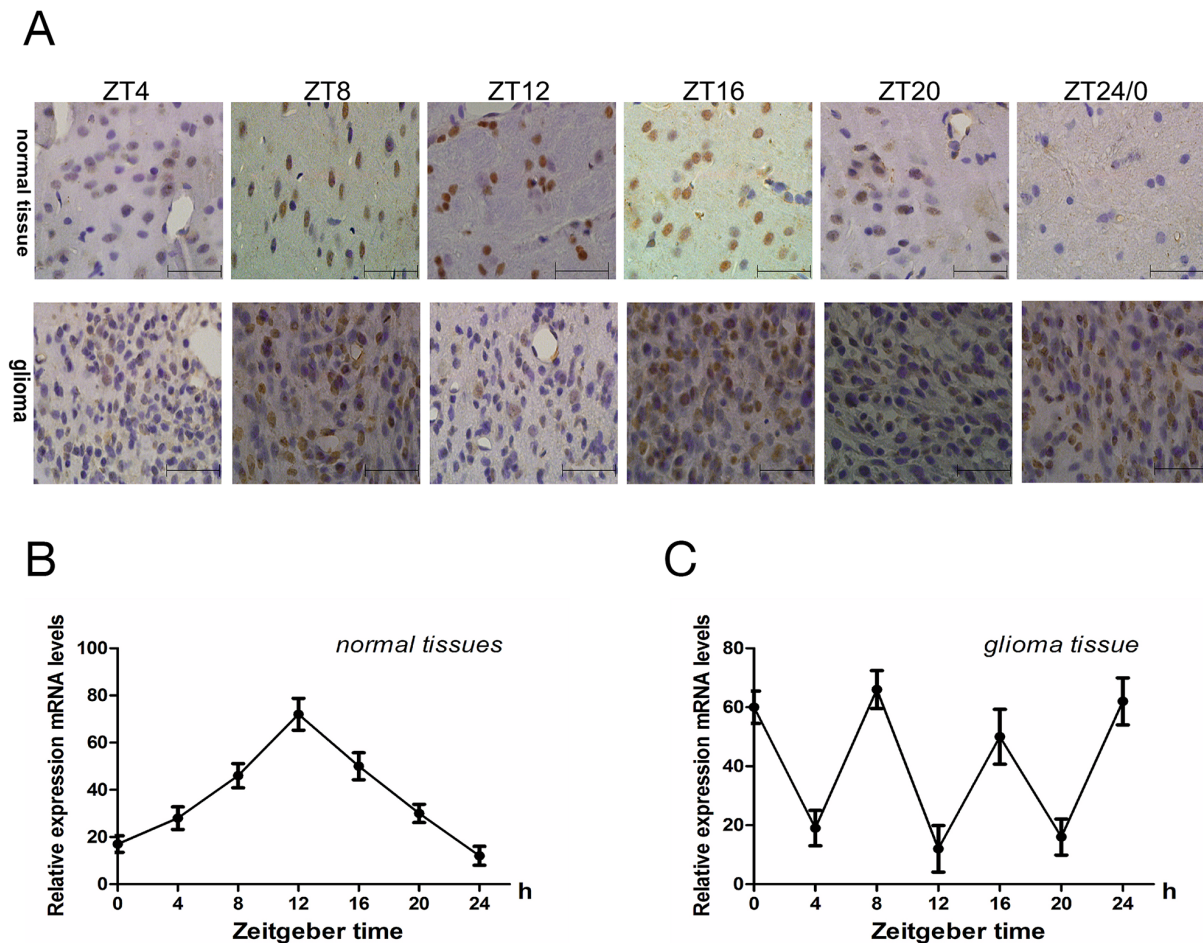 A
ZT4 ZT8 ZT12 ZT16 ZT20 ZT24/0
normal tissue
glioma
B
normal tissues
Relative expression mRNA levels
100
80
60
40
20
0
0 4 8 12 16 20 24 h
Zeitgeber time
C
glioma tissue
Relative expression mRNA levels
80
60
40
20
0
0 4 8 12 16 20 24 h
Zeitgeber time